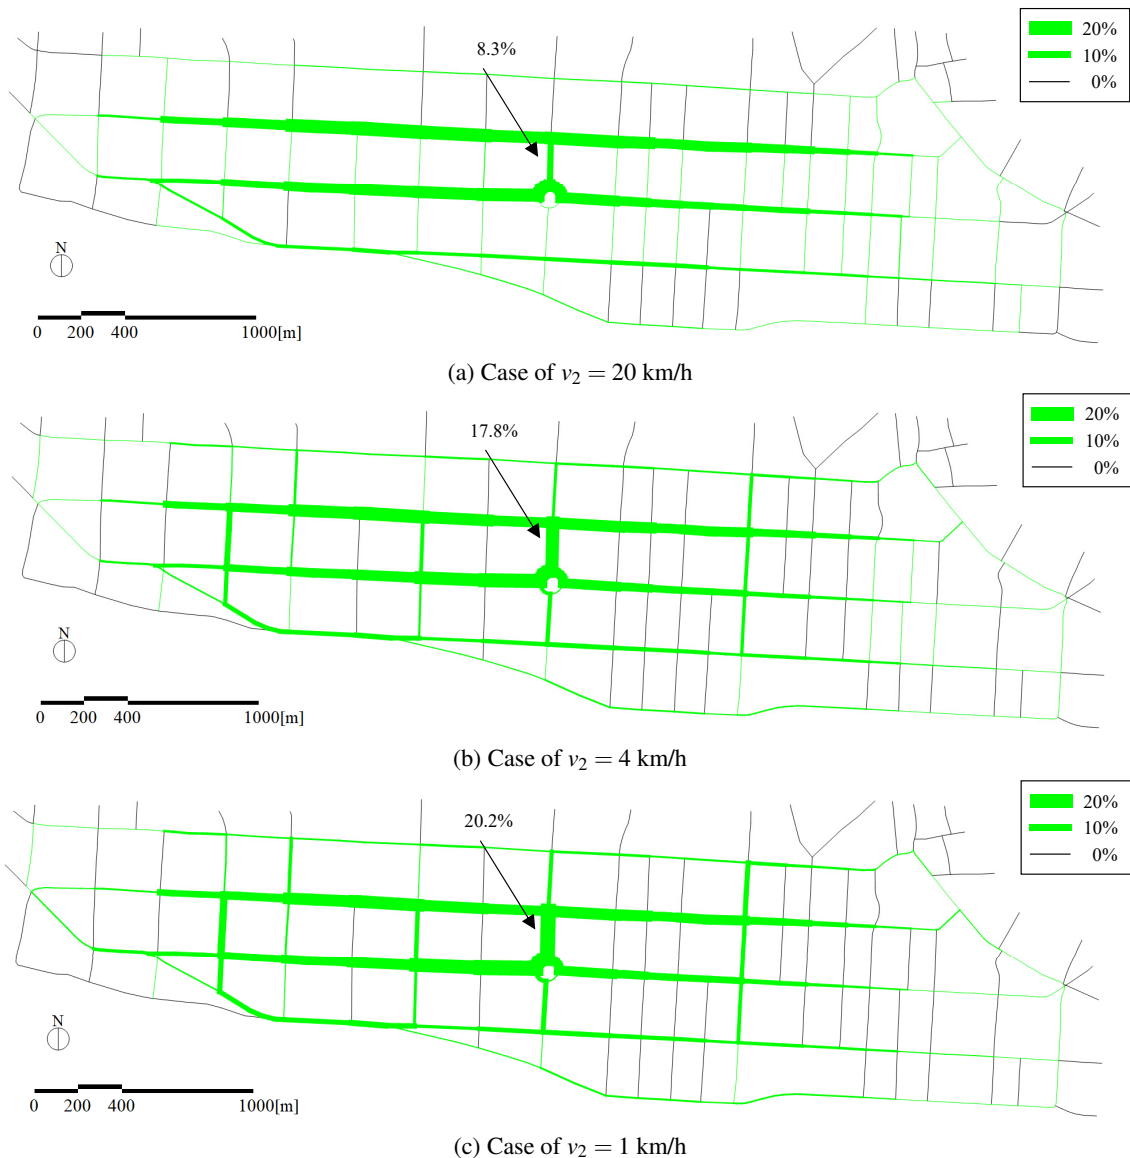 8.3%
20%
10%
0%
N
0 200 400 1000[m]
(a) Case of v₂ = 20 km/h
17.8%
20%
10%
0%
N
0 200 400 1000[m]
(b) Case of v₂ = 4 km/h
20.2%
20%
10%
0%
N
0 200 400 1000[m]
(c) Case of v₂ = 1 km/h